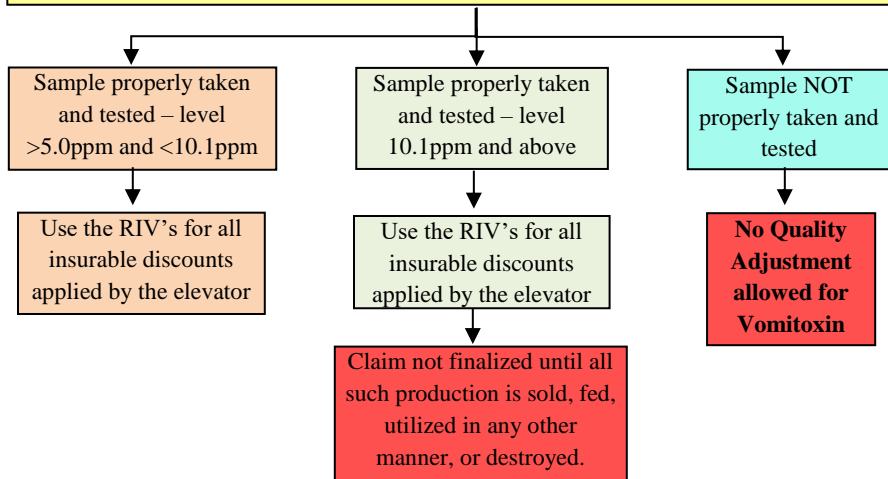 Sample properly taken
and tested – level
>5.0ppm and <10.1ppm
Sample properly taken
and tested – level
10.1ppm and above
Sample NOT
properly taken and
tested
Use the RIV’s for all
insurable discounts
applied by the elevator
Use the RIV’s for all
insurable discounts
applied by the elevator
No Quality
Adjustment
allowed for
Vomitoxin
Claim not finalized until all
such production is sold, fed,
utilized in any other
manner, or destroyed.